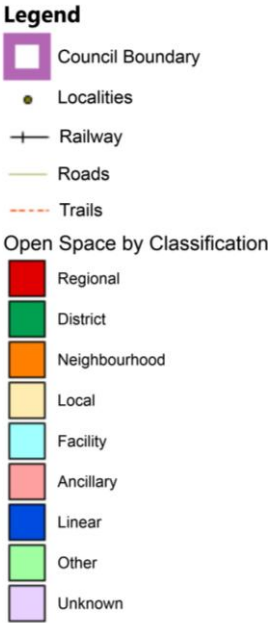 Legend
Council Boundary
Localities
Railway
Roads
Trails
Open Space by Classification
Regional
District
Neighbourhood
Local
Facility
Ancillary
Linear
Other
Unknown